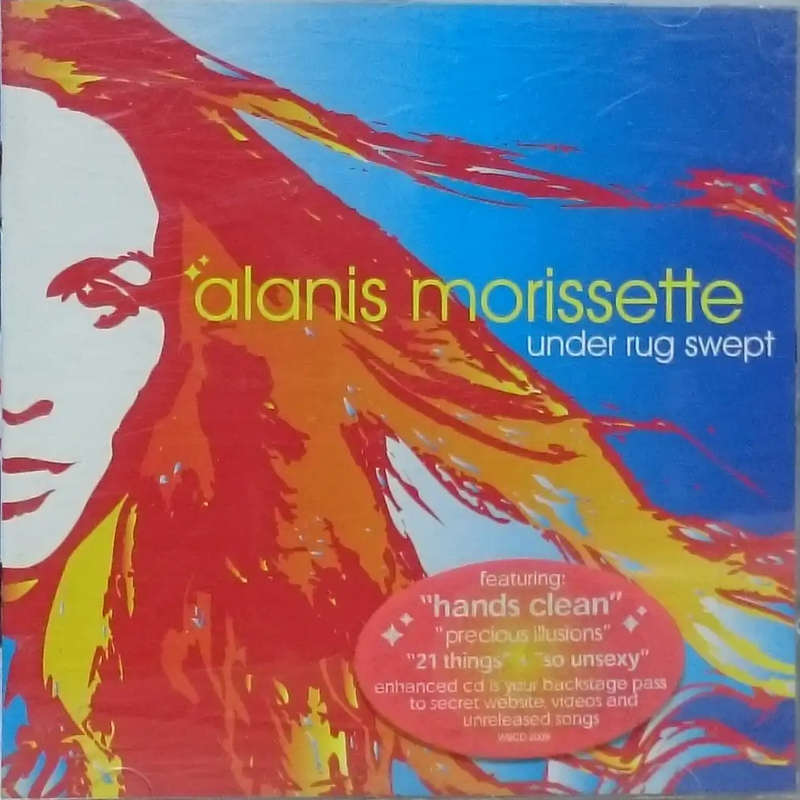 alanis morissette
under rug swept
featuring:
"hands clean"
"precious illusions"
"21 things" + "so unsexy"
enhanced cd is your backstage pass
to secret website, videos and
unreleased songs